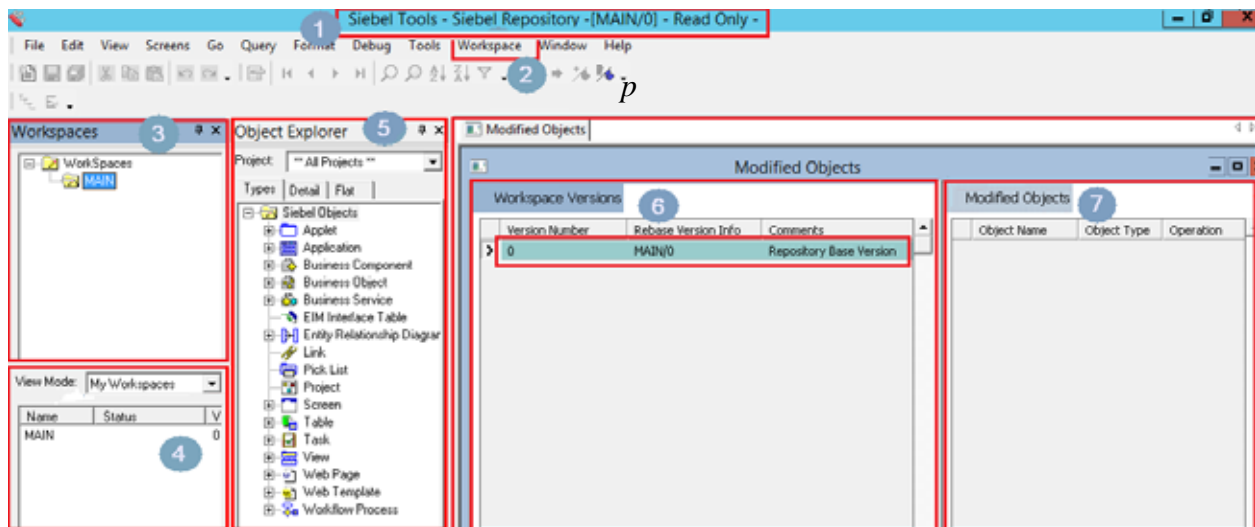 Siebel Tools - Siebel Repository -[MAIN/0] - Read Only -
1
File Edit View Screens Go Query Format Debug Tools Workspace Window Help
2
p
Workspaces
3
WorkSpaces
MAIN
View Mode: My Workspaces
Name Status V
MAIN 0
4
Object Explorer
5
Project: ** All Projects **
Types Detail Flat
Siebel Objects
Applet
Application
Business Component
Business Object
Business Service
EIM Interface Table
Entity Relationship Diagrar
Link
Pick List
Project
Screen
Table
Task
View
Web Page
Web Template
Workflow Process
Modified Objects
Modified Objects
Workspace Versions
6
Version Number Rebase Version Info Comments
0 MAIN/0 Repository Base Version
Modified Objects
7
Object Name Object Type Operation